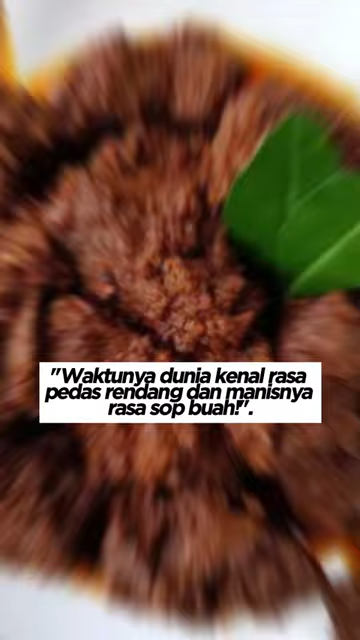 "Waktunya dunia kenal rasa
pedas rendang dan manisnya
rasa sop buah!".